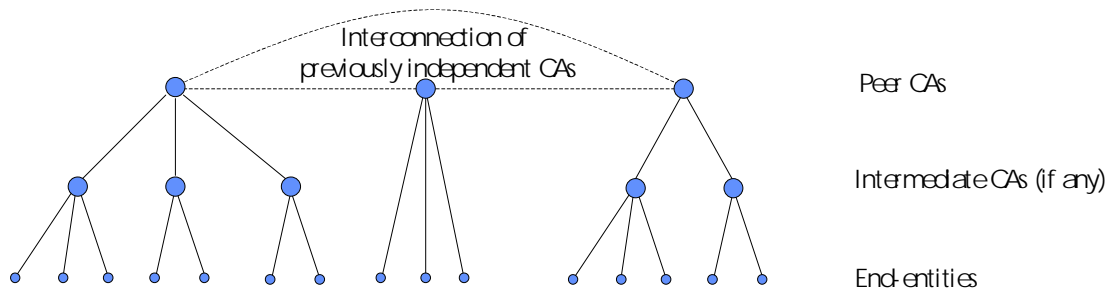 Interconnection of
previously independent CAs
Peer CAs
Intermediate CAs (if any)
End-entities